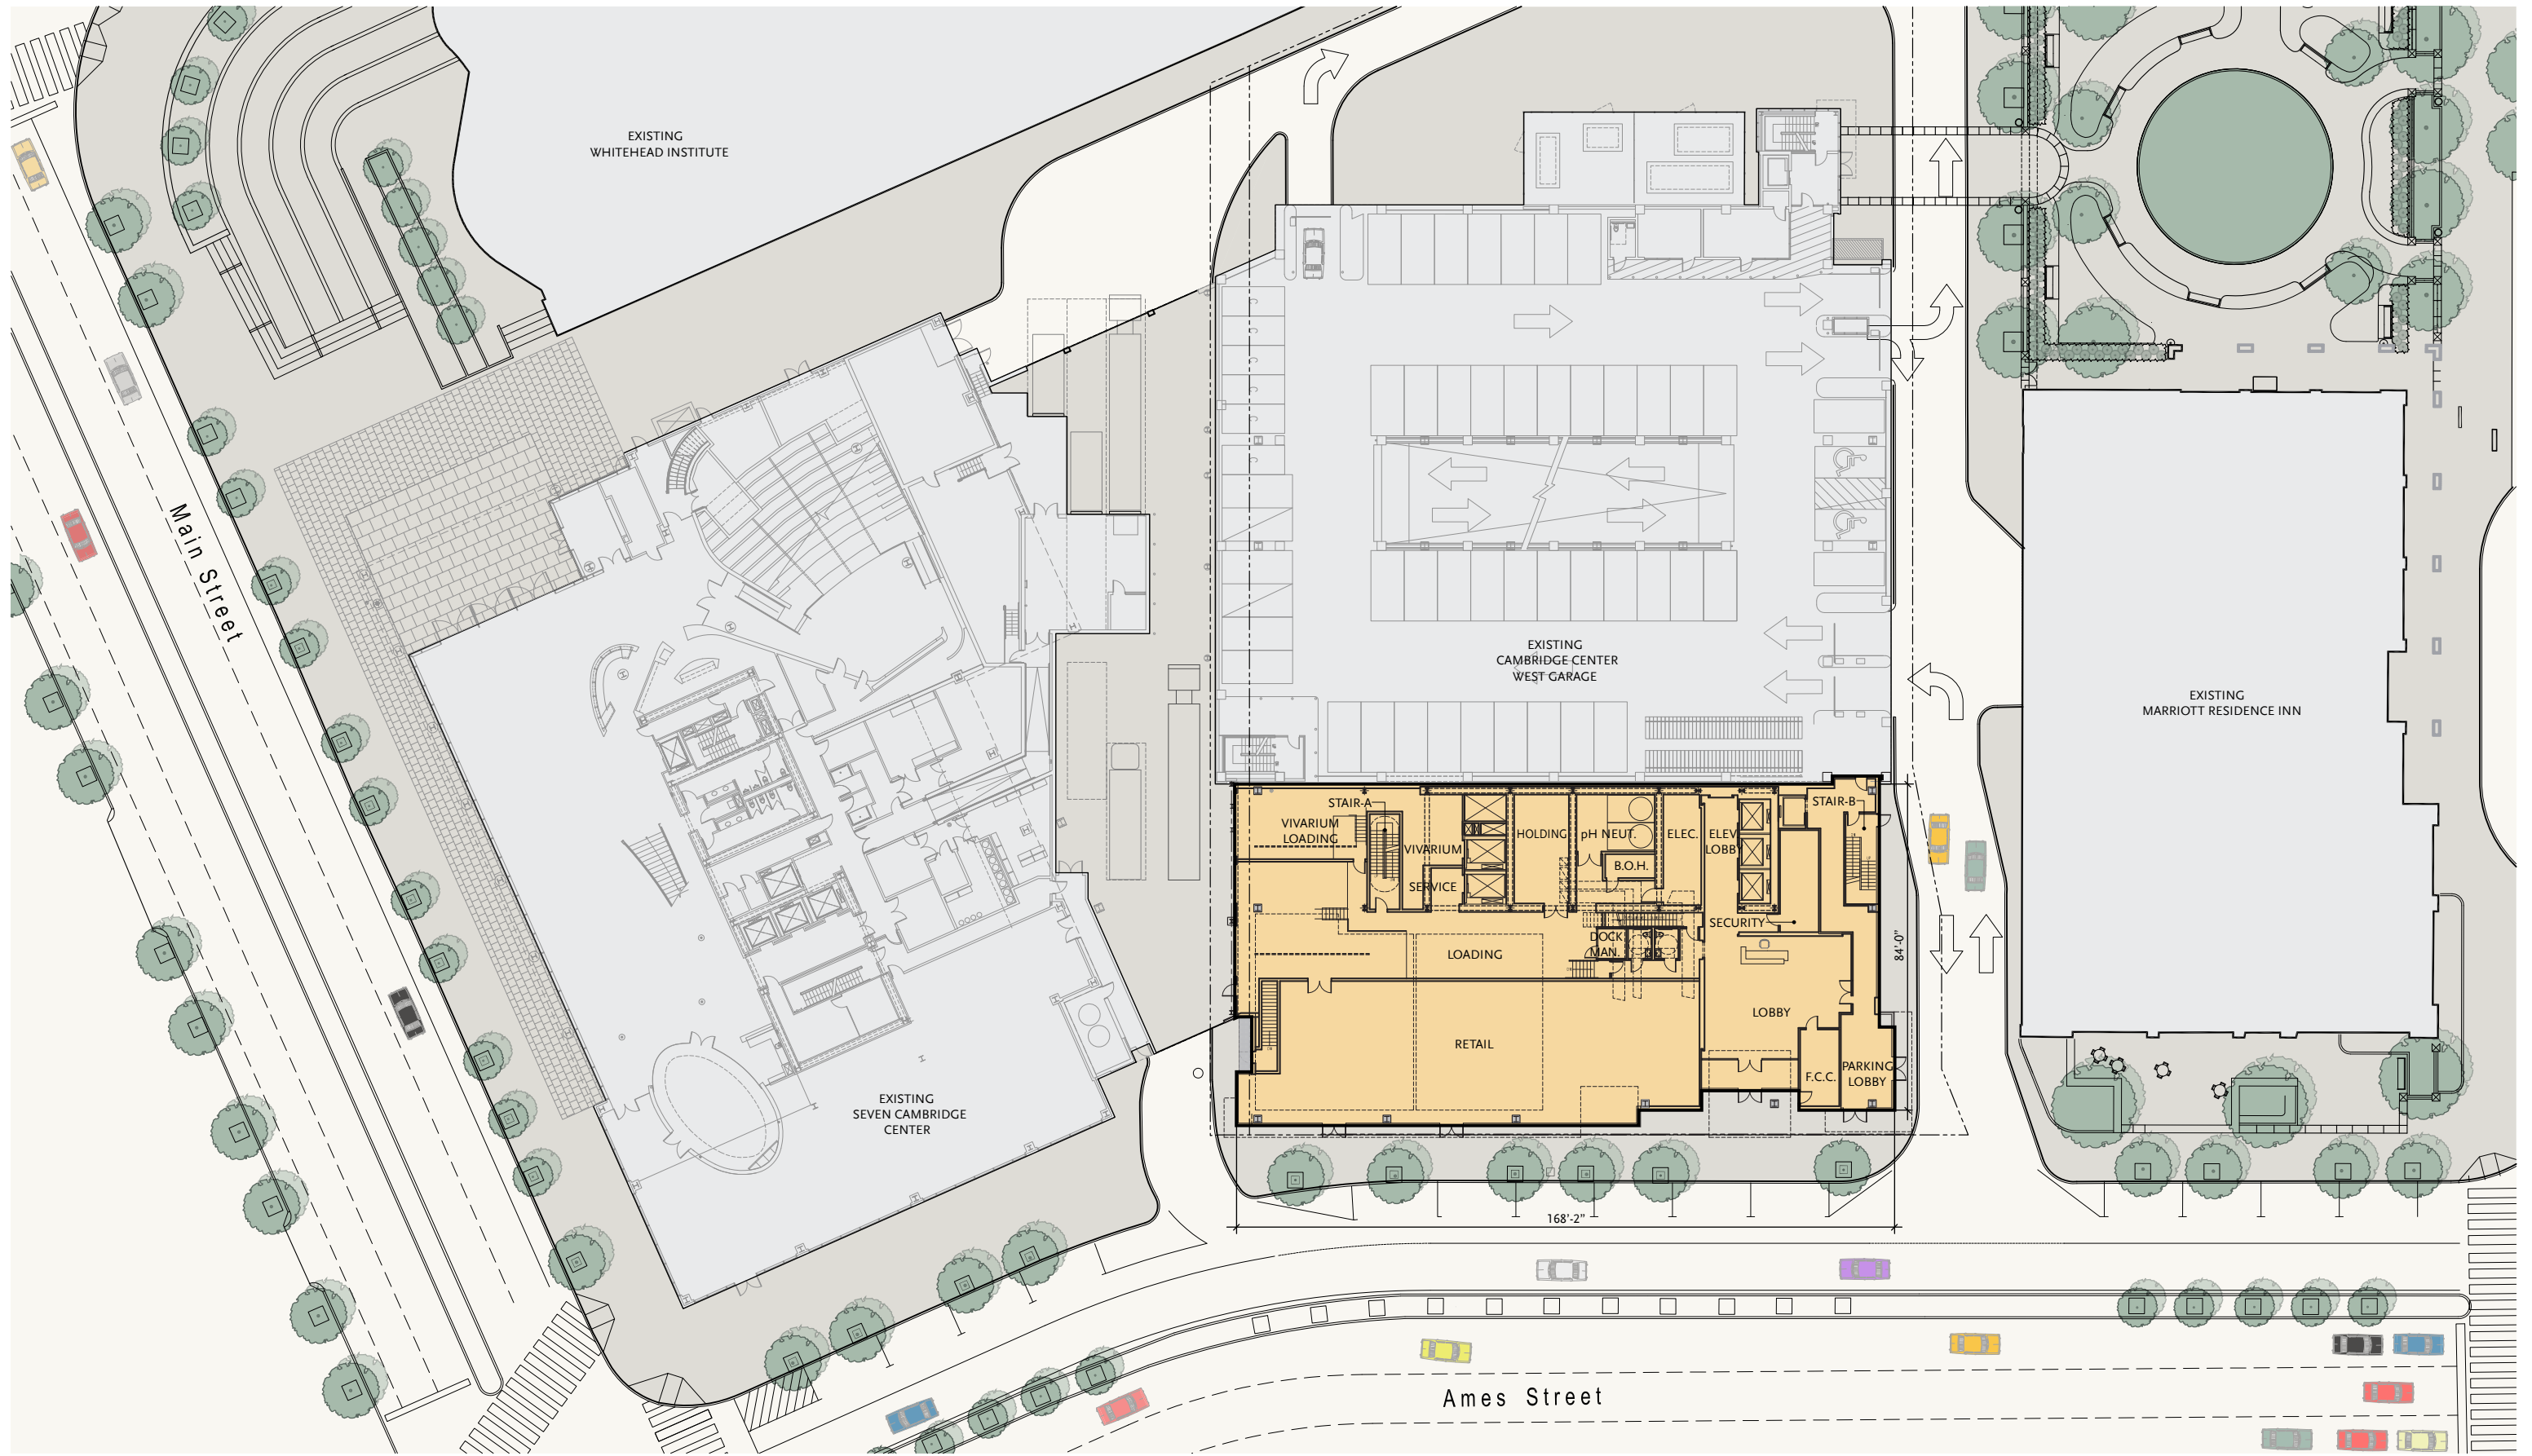 EXISTING
WHITEHEAD INSTITUTE
Main Street
EXISTING
CAMBRIDGE CENTER
WEST GARAGE
EXISTING
MARRIOTT RESIDENCE INN
STAIR-A
STAIR-B
VIVARIUM
LOADING
VIVARIUM
SERVICE
HOLDING
pH NEUT.
B.O.H.
ELEC.
ELEV
LOBB
SECURITY
DOCK
MAN.
LOADING
84'-0"
LOBBY
RETAIL
F.C.C.
PARKING
LOBBY
EXISTING
SEVEN CAMBRIDGE
CENTER
168'-2"
Ames Street